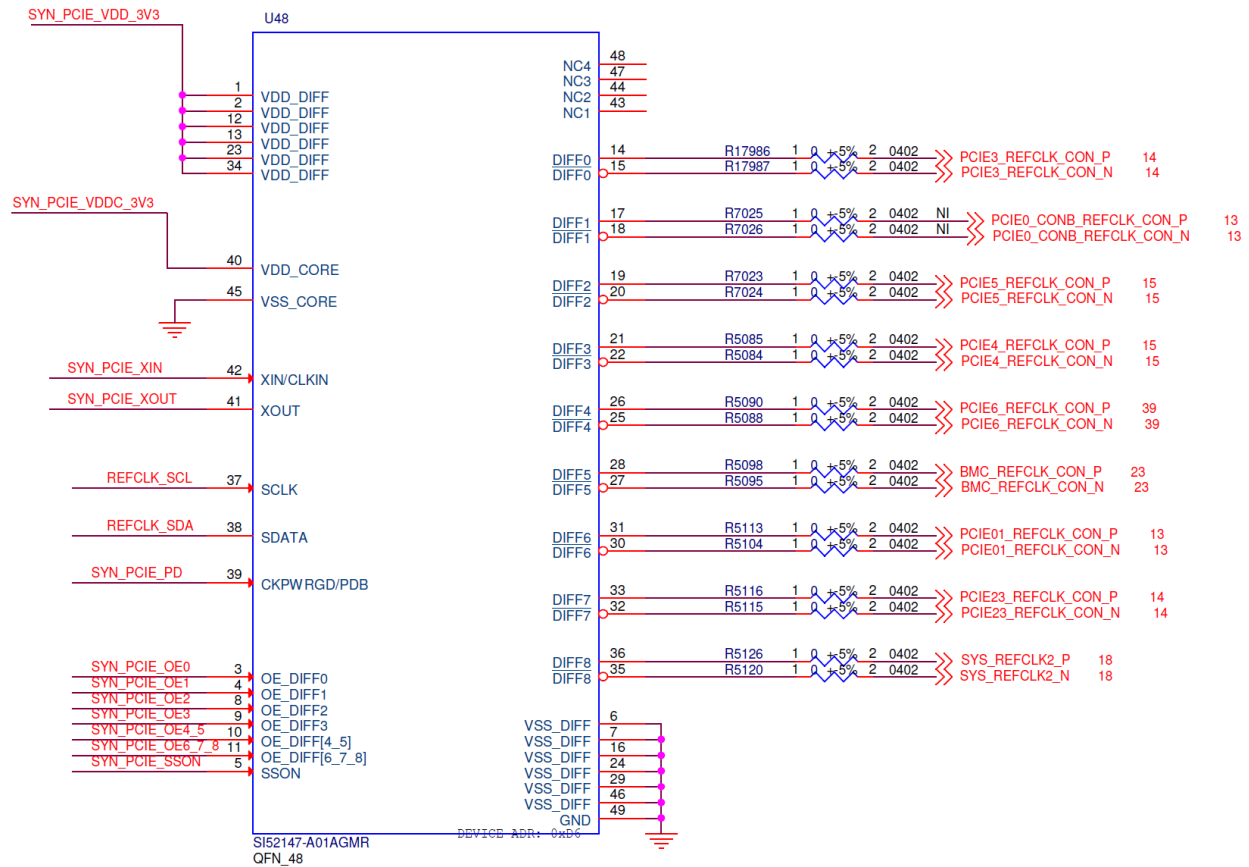 SYN_PCIE_VDD_3V3
U48
48 NC4
47 NC3
44 NC2
43 NC1
1 VDD_DIFF
2 VDD_DIFF
12 VDD_DIFF
13 VDD_DIFF
23 VDD_DIFF
34 VDD_DIFF
DIFF0 14 R17986 1 0 +-5% 2 0402 PCIE3_REFCLK_CON_P 14
DIFF0 15 R17987 1 0 +-5% 2 0402 PCIE3_REFCLK_CON_N 14
SYN_PCIE_VDDC_3V3
DIFF1 17 R7025 1 0 +-5% 2 0402 NI PCIE0_CONB_REFCLK_CON_P 13
DIFF1 18 R7026 1 0 +-5% 2 0402 NI PCIE0_CONB_REFCLK_CON_N 13
40 VDD_CORE
45 VSS_CORE
DIFF2 19 R7023 1 0 +-5% 2 0402 PCIE5_REFCLK_CON_P 15
DIFF2 20 R7024 1 0 +-5% 2 0402 PCIE5_REFCLK_CON_N 15
DIFF3 21 R5085 1 0 +-5% 2 0402 PCIE4_REFCLK_CON_P 15
DIFF3 22 R5084 1 0 +-5% 2 0402 PCIE4_REFCLK_CON_N 15
SYN_PCIE_XIN 42 XIN/CLKIN
SYN_PCIE_XOUT 41 XOUT
DIFF4 26 R5090 1 0 +-5% 2 0402 PCIE6_REFCLK_CON_P 39
DIFF4 25 R5088 1 0 +-5% 2 0402 PCIE6_REFCLK_CON_N 39
REFCLK_SCL 37 SCLK
DIFF5 28 R5098 1 0 +-5% 2 0402 BMC_REFCLK_CON_P 23
DIFF5 27 R5095 1 0 +-5% 2 0402 BMC_REFCLK_CON_N 23
REFCLK_SDA 38 SDATA
DIFF6 31 R5113 1 0 +-5% 2 0402 PCIE01_REFCLK_CON_P 13
DIFF6 30 R5104 1 0 +-5% 2 0402 PCIE01_REFCLK_CON_N 13
SYN_PCIE_PD 39 CKPWRGD/PDB
DIFF7 33 R5116 1 0 +-5% 2 0402 PCIE23_REFCLK_CON_P 14
DIFF7 32 R5115 1 0 +-5% 2 0402 PCIE23_REFCLK_CON_N 14
DIFF8 36 R5126 1 0 +-5% 2 0402 SYS_REFCLK2_P 18
DIFF8 35 R5120 1 0 +-5% 2 0402 SYS_REFCLK2_N 18
SYN_PCIE_OE0 3 OE_DIFF0
SYN_PCIE_OE1 4 OE_DIFF1
SYN_PCIE_OE2 8 OE_DIFF2
SYN_PCIE_OE3 9 OE_DIFF3
SYN_PCIE_OE4_5 10 OE_DIFF[4_5]
SYN_PCIE_OE6_7_8 11 OE_DIFF[6_7_8]
SYN_PCIE_SSON 5 SSON
VSS_DIFF 6
VSS_DIFF 7
VSS_DIFF 16
VSS_DIFF 24
VSS_DIFF 29
VSS_DIFF 46
GND 49
DEVICE ADR: 0xD6
SI52147-A01AGMR
QFN_48